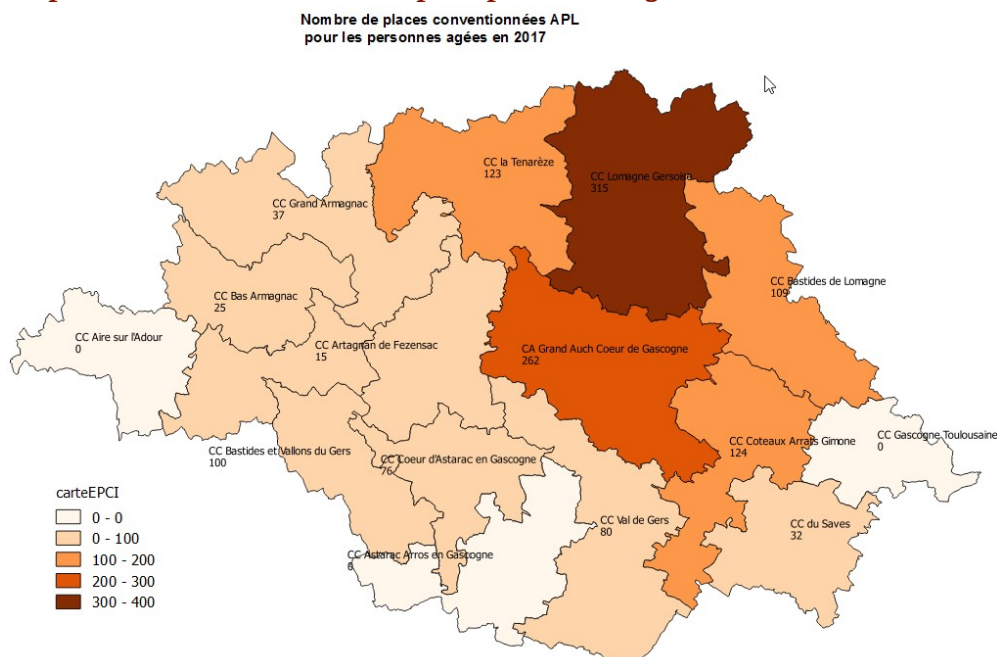 Nombre de places conventionnées APL
pour les personnes agées en 2017
CC la Tenarèze
123
CC Lomagne Gersoise
315
CC Grand Armagnac
37
CC Bas Armagnac
25
CC Bastides de Lomagne
109
CC Aire sur l'Adour
0
CC Artagnan de Fezensac
15
CA Grand Auch Coeur de Gascogne
262
CC Bastides et Vallons du Gers
100
CC Coeur d'Astarac en Gascogne
76
CC Coteaux Arrats Gimone
124
CC Gascogne Toulousaine
0
CC Val de Gers
80
CC du Saves
32
CC Astarac Arros en Gascogne
carteEPCI
0 - 0
0 - 100
100 - 200
200 - 300
300 - 400